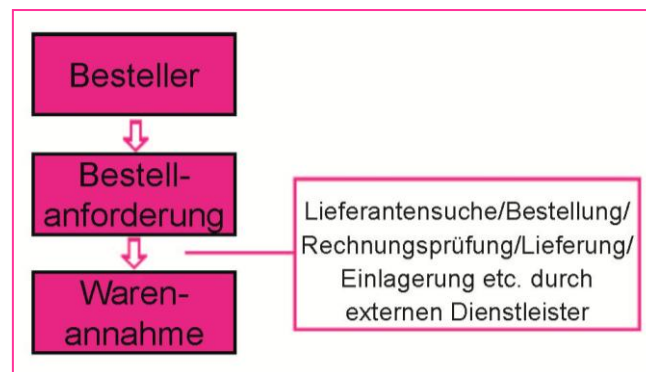 Besteller
Bestell-
anforderung
Waren-
annahme
Lieferantensuche/Bestellung/
Rechnungsprüfung/Lieferung/
Einlagerung etc. durch
externen Dienstleister